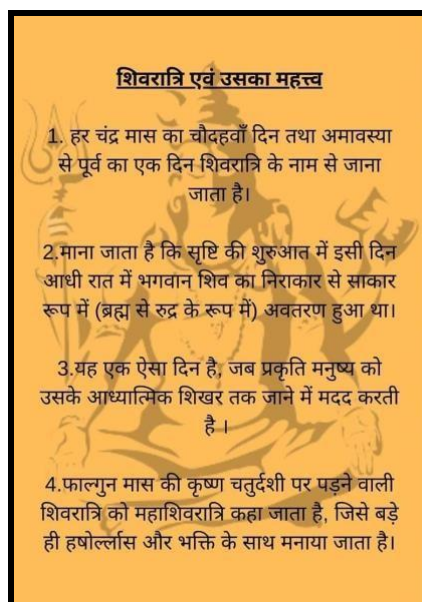 शिवरात्रि एवं उसका महत्त्व
1. हर चंद्र मास का चौदहवाँ दिन तथा अमावस्या
से पूर्व का एक दिन शिवरात्रि के नाम से जाना
जाता है।
2.माना जाता है कि सृष्टि की शुरुआत में इसी दिन
आधी रात में भगवान शिव का निराकार से साकार
रूप में (ब्रह्म से रुद्र के रूप में) अवतरण हुआ था।
3.यह एक ऐसा दिन है, जब प्रकृति मनुष्य को
उसके आध्यात्मिक शिखर तक जाने में मदद करती
है ।
4.फाल्गुन मास की कृष्ण चतुर्दशी पर पड़ने वाली
शिवरात्रि को महाशिवरात्रि कहा जाता है, जिसे बड़े
ही हषोर्ल्लास और भक्ति के साथ मनाया जाता है।